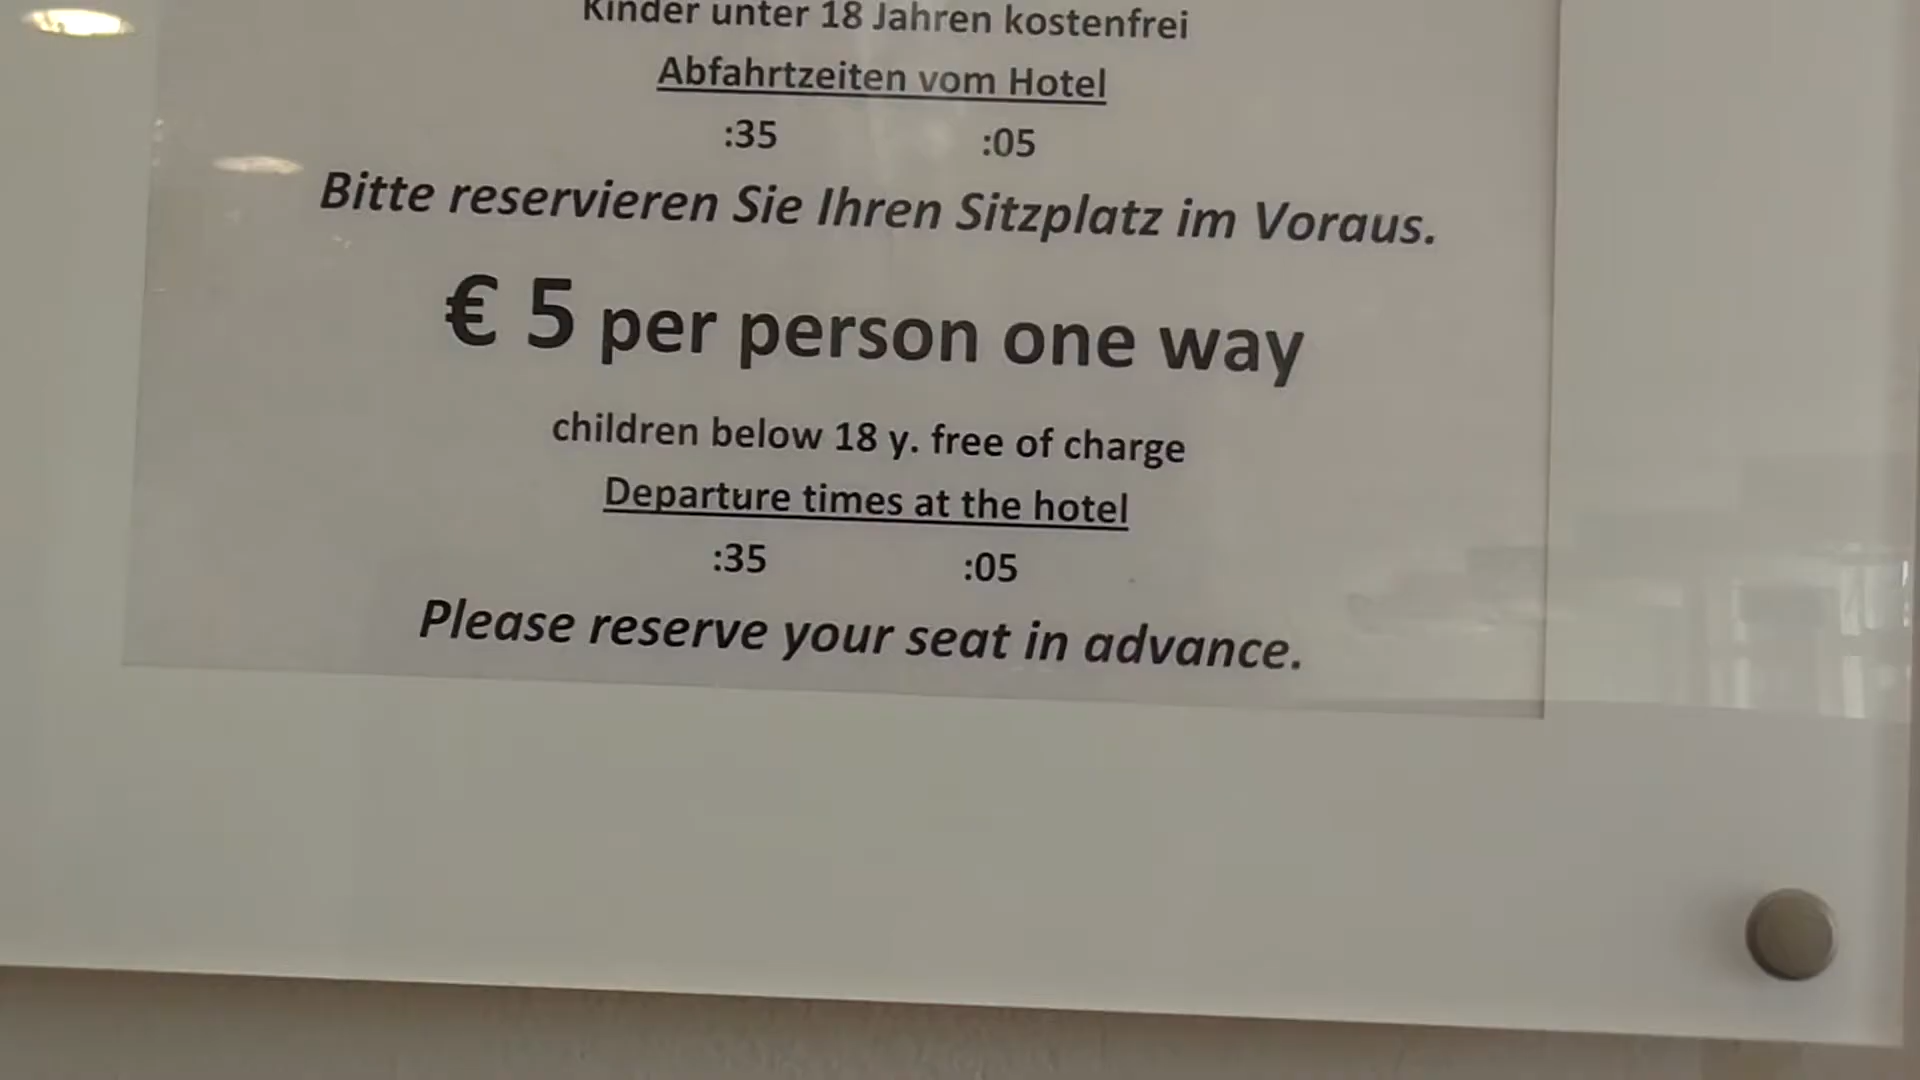 Kinder unter 18 Jahren kostenfrei
Abfahrtzeiten vom Hotel
:35 :05
Bitte reservieren Sie Ihren Sitzplatz im Voraus.
€ 5 per person one way
children below 18 y. free of charge
Departure times at the hotel
:35 :05
Please reserve your seat in advance.